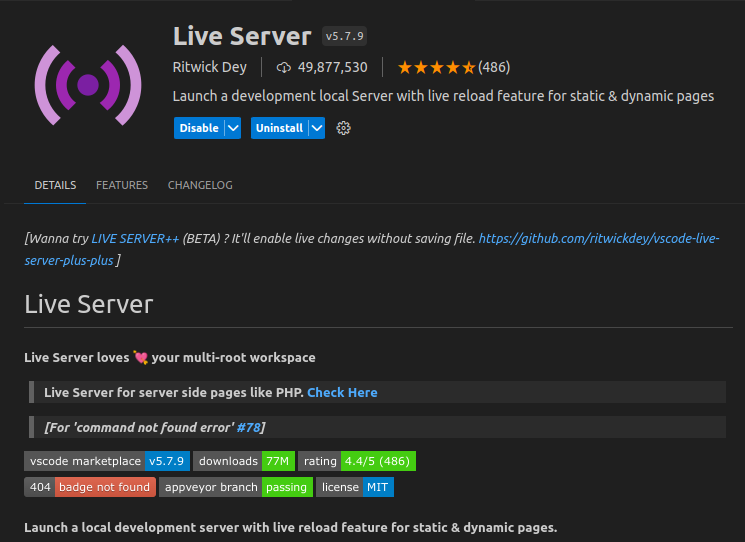 Live Server v5.7.9
Ritwick Dey 49,877,530 (486)
Launch a development local Server with live reload feature for static & dynamic pages
Disable Uninstall
DETAILS FEATURES CHANGELOG
[Wanna try LIVE SERVER++ (BETA) ? It'll enable live changes without saving file. https://github.com/ritwickdey/vscode-live-
server-plus-plus ]
Live Server
Live Server loves 💘 your multi-root workspace
Live Server for server side pages like PHP. Check Here
[For 'command not found error' #78]
vscode marketplace v5.7.9 downloads 77M rating 4.4/5 (486)
404 badge not found appveyor branch passing license MIT
Launch a local development server with live reload feature for static & dynamic pages.